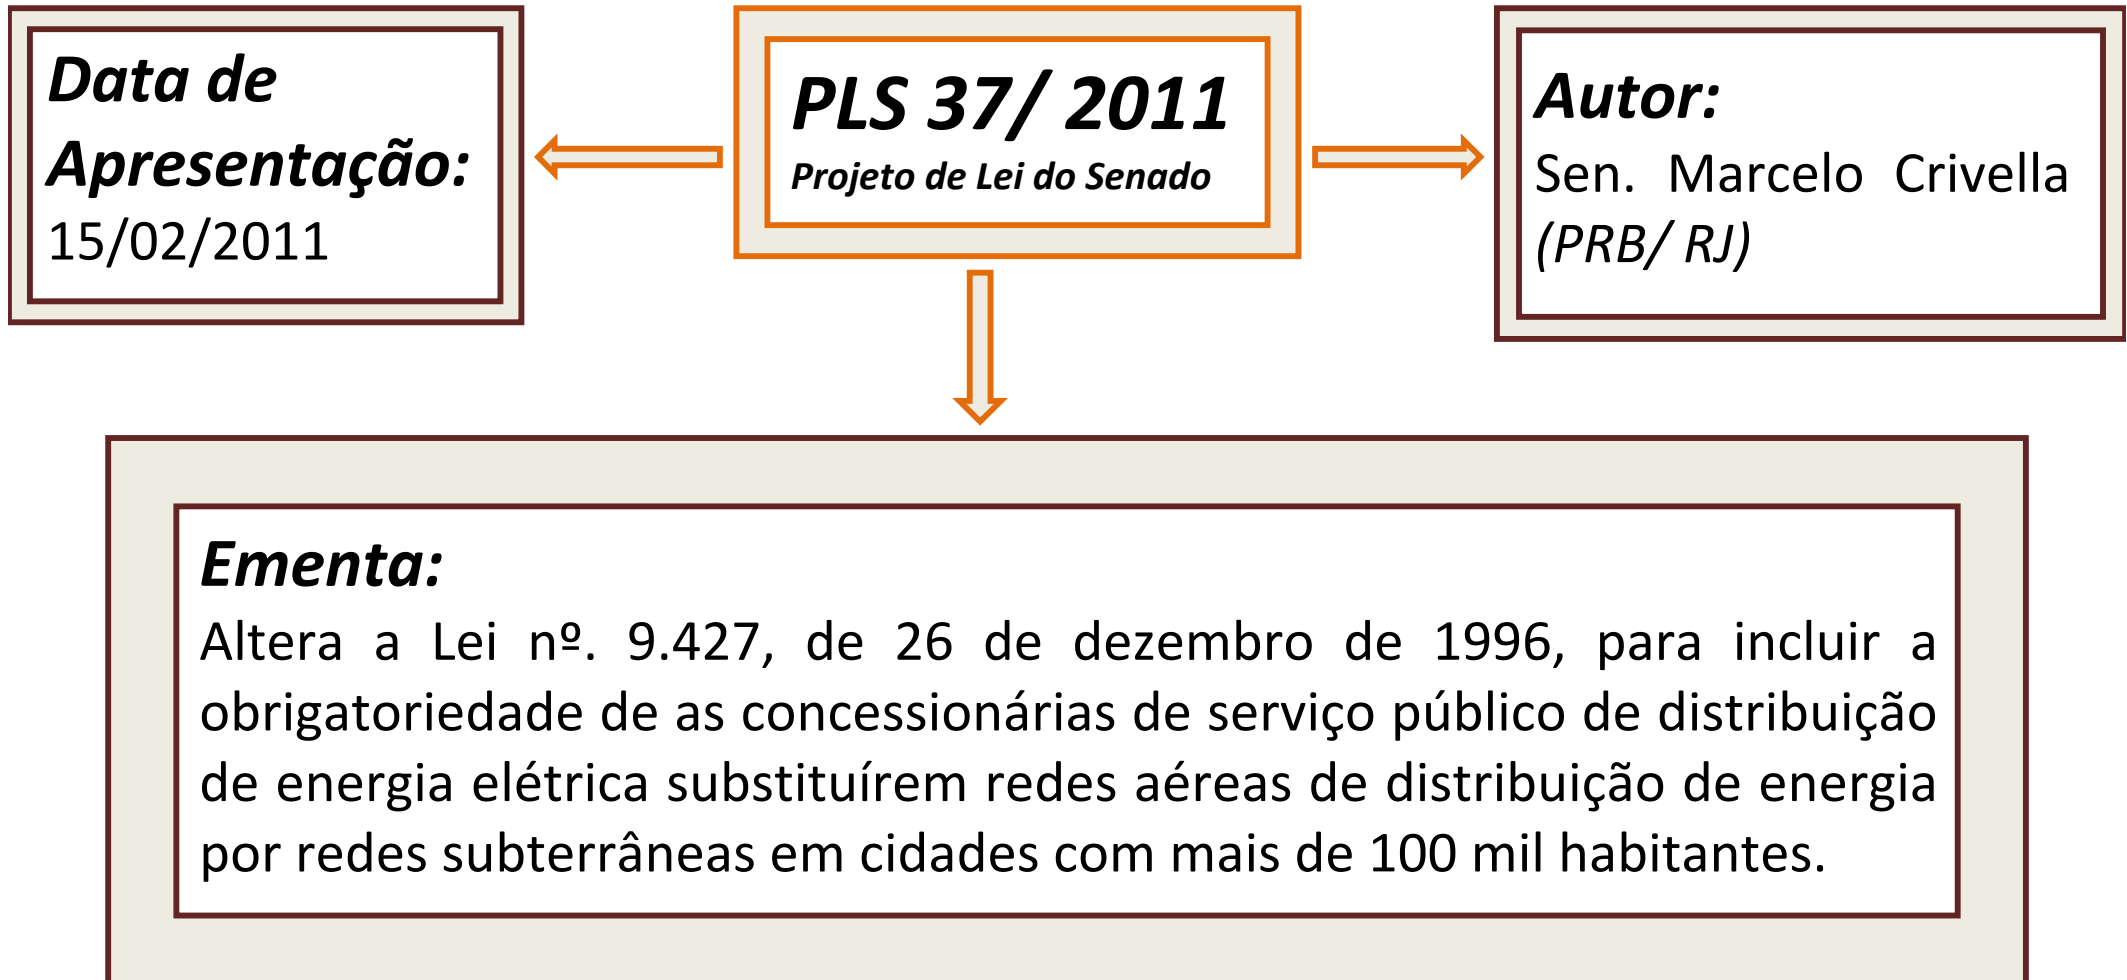 Data de
Apresentação:
15/02/2011
PLS 37/ 2011
Projeto de Lei do Senado
Autor:
Sen. Marcelo Crivella
(PRB/ RJ)
Ementa:
Altera a Lei nº. 9.427, de 26 de dezembro de 1996, para incluir a
obrigatoriedade de as concessionárias de serviço público de distribuição
de energia elétrica substituírem redes aéreas de distribuição de energia
por redes subterrâneas em cidades com mais de 100 mil habitantes.